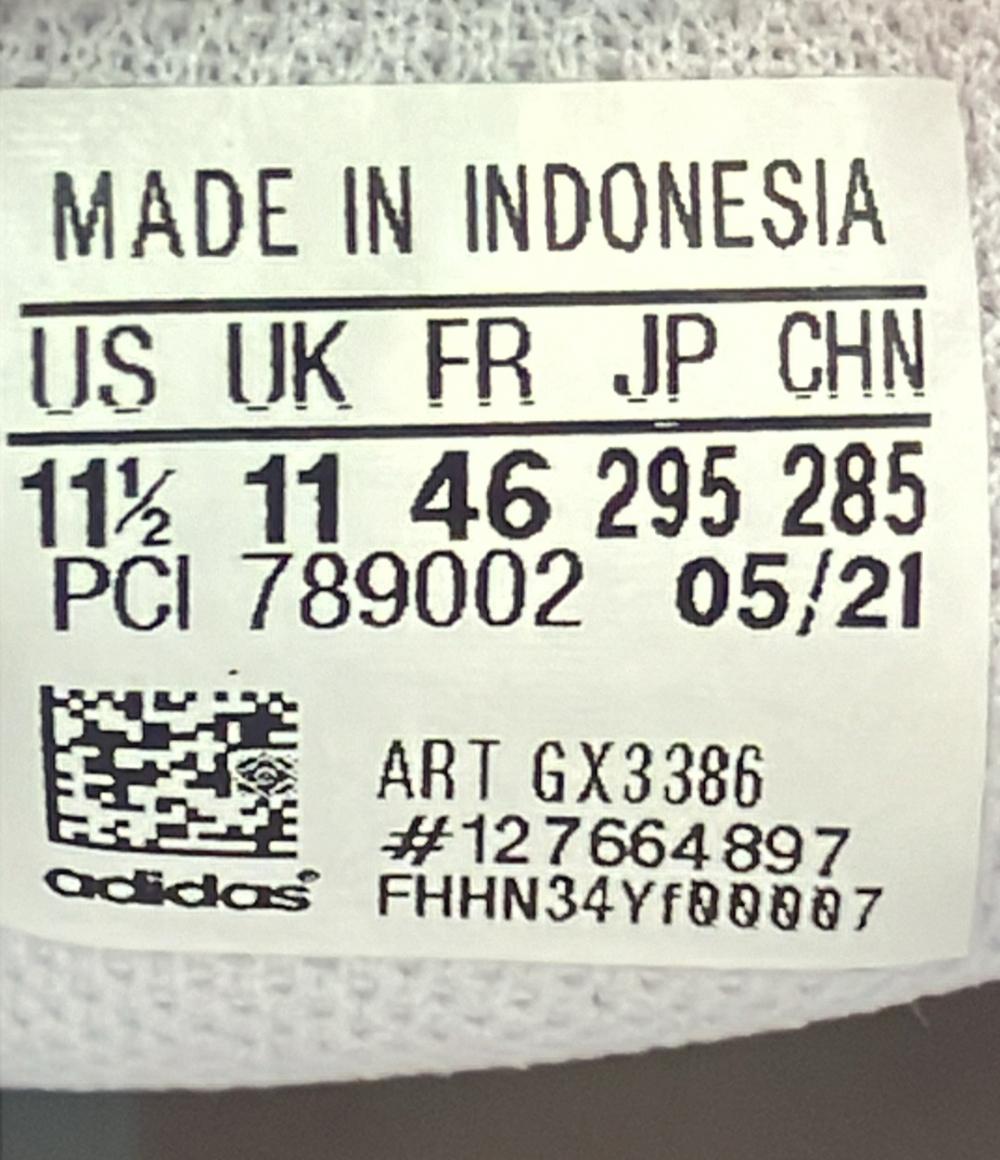 MADE IN INDONESIA
US UK FR JP CHN
11½ 11 46 295 285
PCI 789002 05/21
ART GX3386
#127664897
FHHN34Yf00007
adidas®